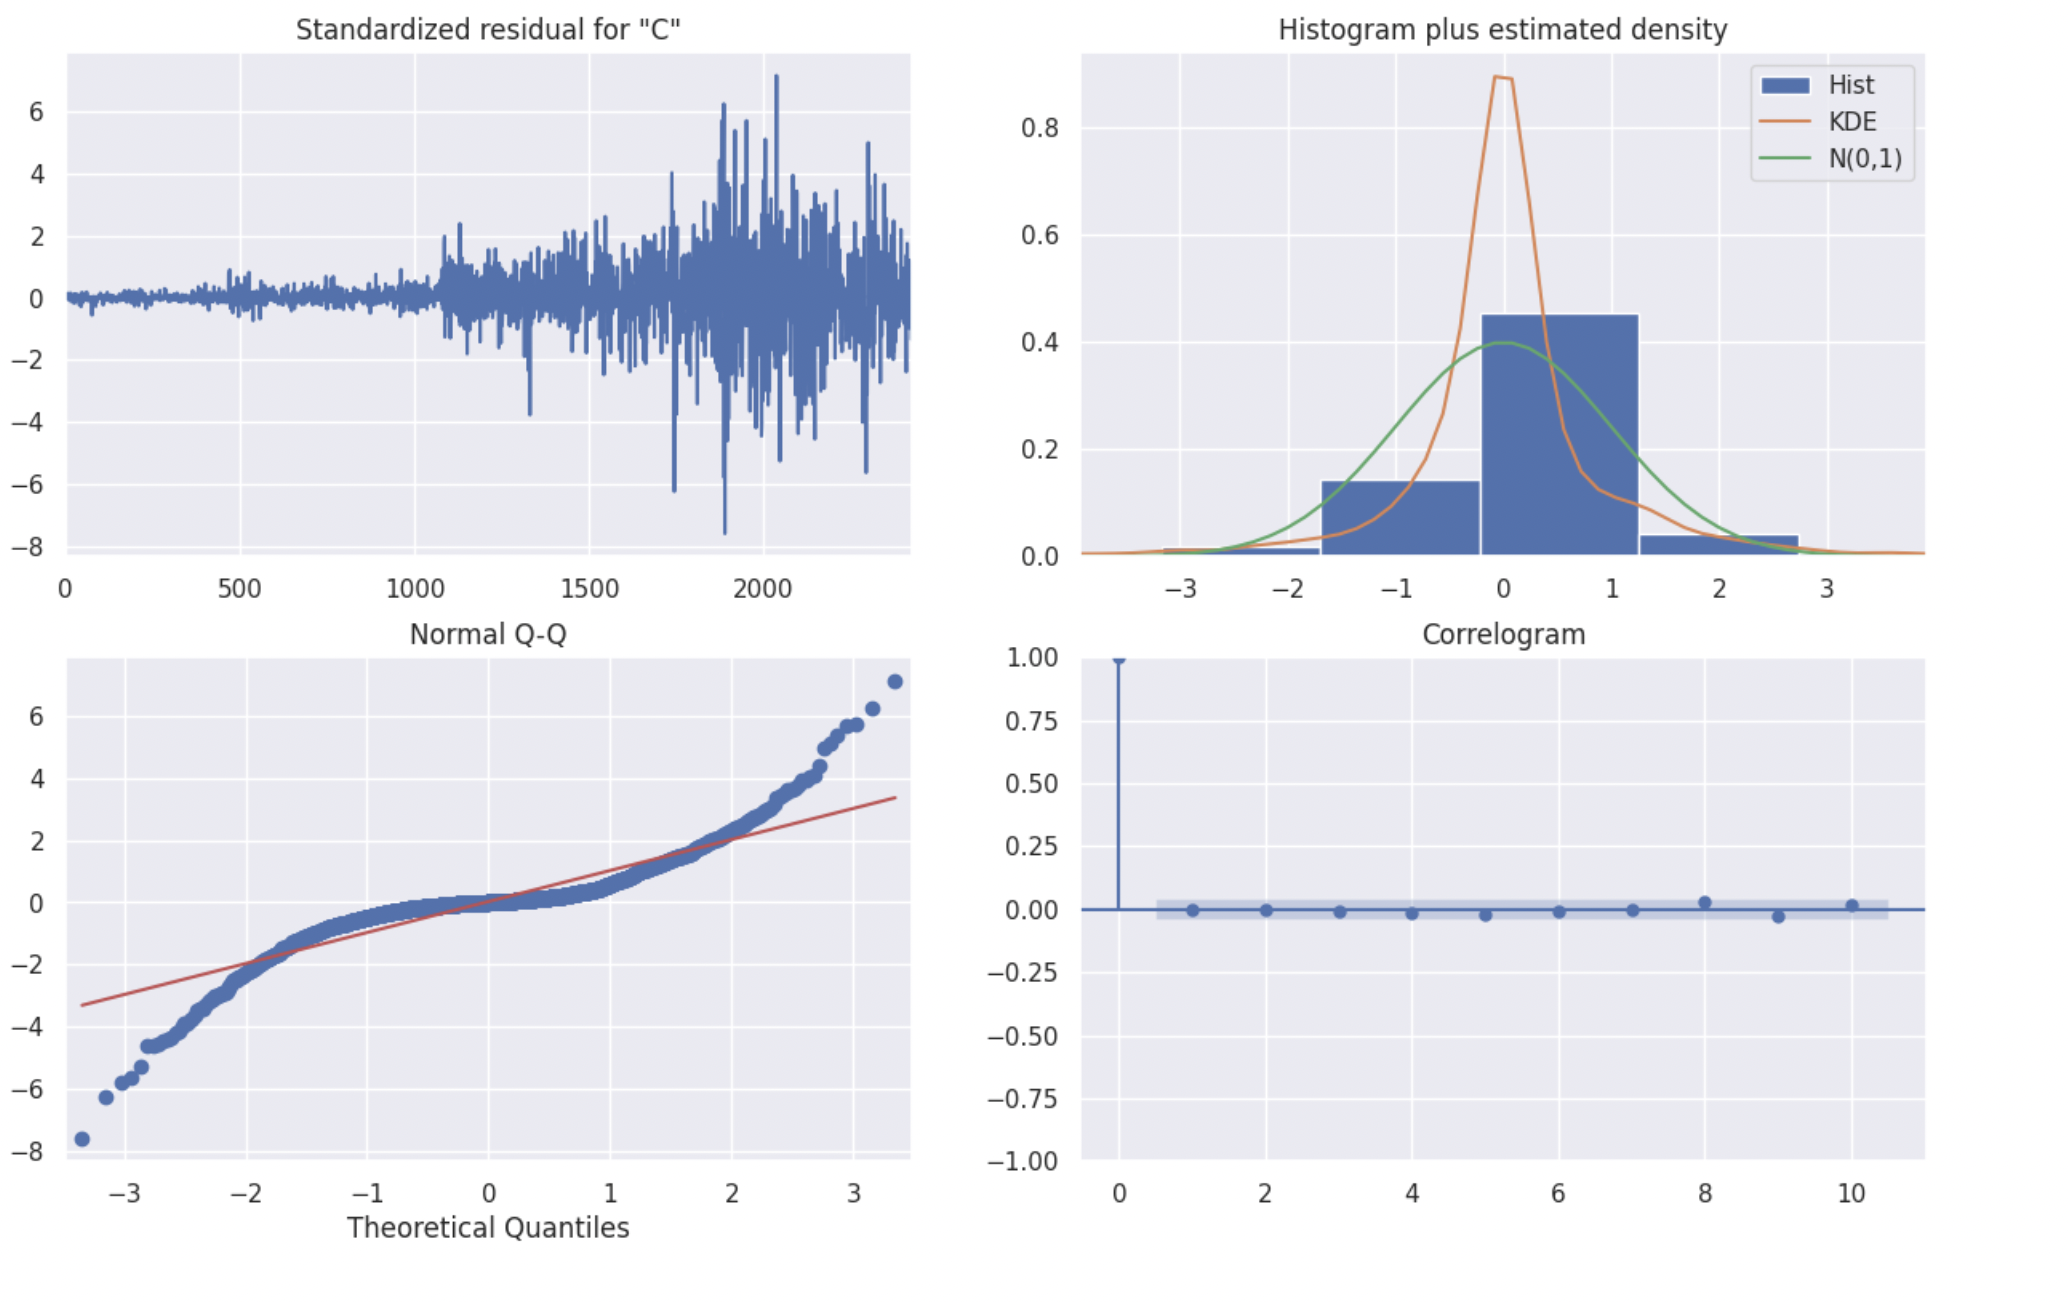 Standardized residual for "C"
6
4
2
0
−2
−4
−6
−8
0 500 1000 1500 2000
Histogram plus estimated density
Hist
KDE
N(0,1)
0.8
0.6
0.4
0.2
0.0
−3 −2 −1 0 1 2 3
Normal Q-Q
6
4
2
0
−2
−4
−6
−8
−3 −2 −1 0 1 2 3
Theoretical Quantiles
Correlogram
1.00
0.75
0.50
0.25
0.00
−0.25
−0.50
−0.75
−1.00
0 2 4 6 8 10